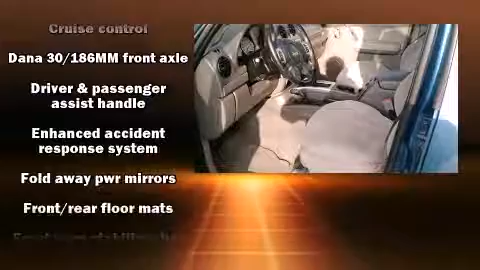 Cruise control
Dana 30/186MM front axle
Driver & passenger
assist handle
Enhanced accident
response system
Fold away pwr mirrors
Front/rear floor mats